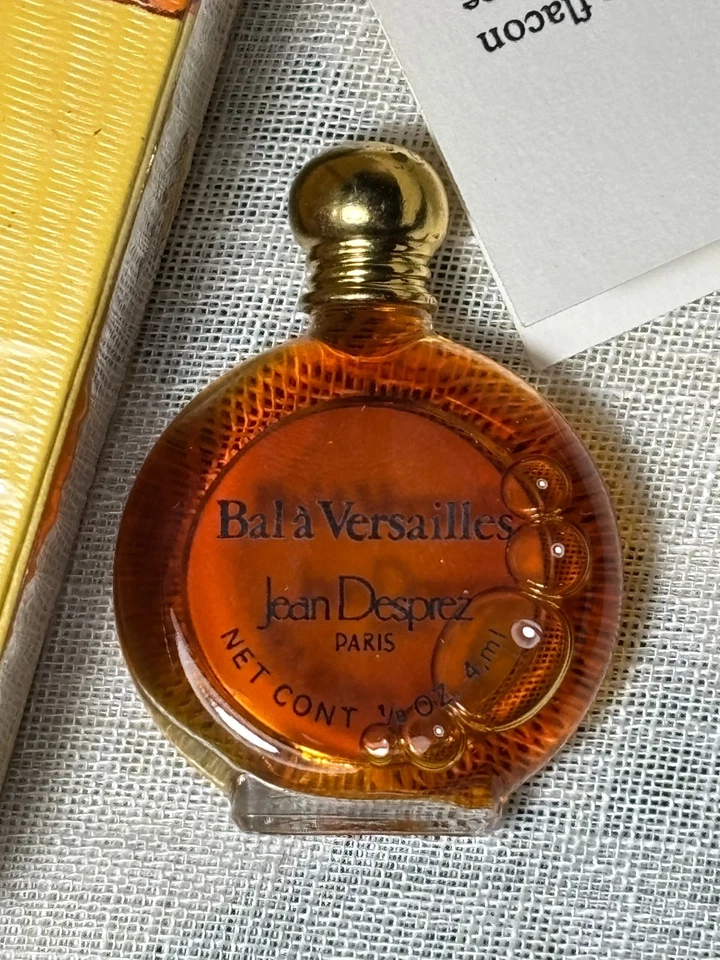 flacon
Bal à Versailles
Jean Desprez
PARIS
NET CONT 1/8 OZ. 4,ml